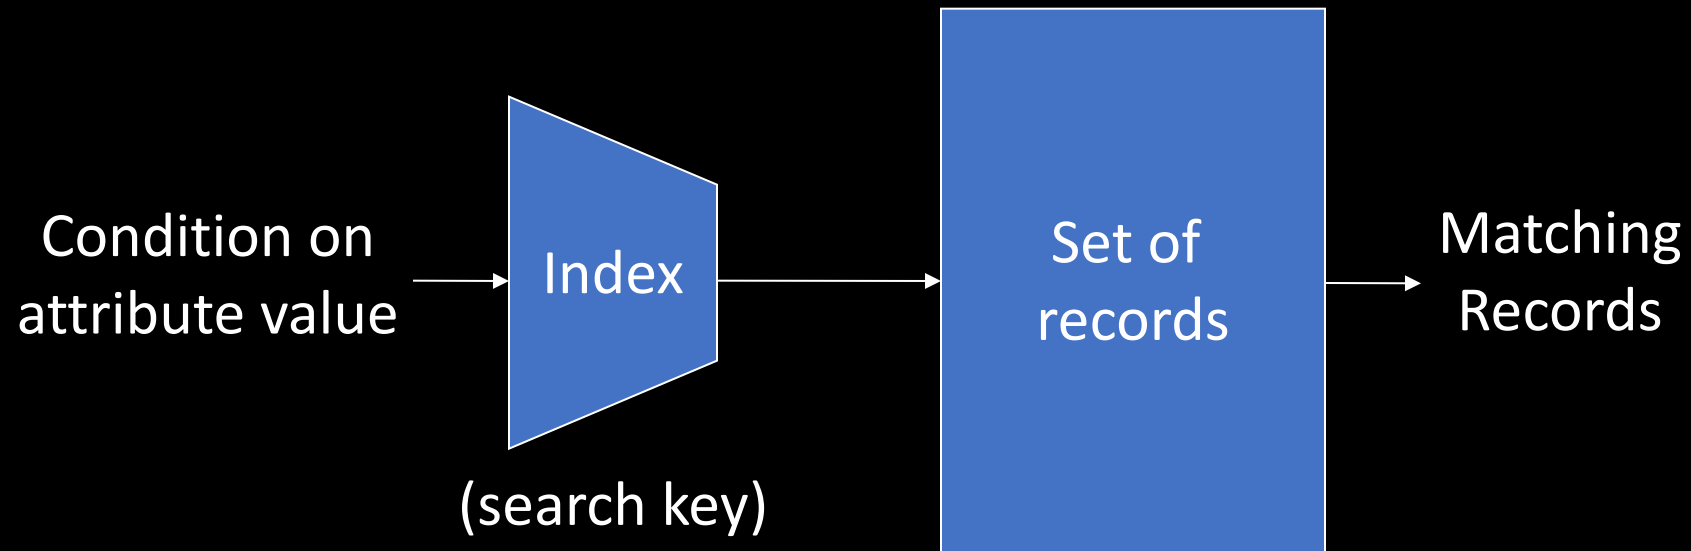 Condition on
attribute value
Index
(search key)
Set of
records
Matching
Records